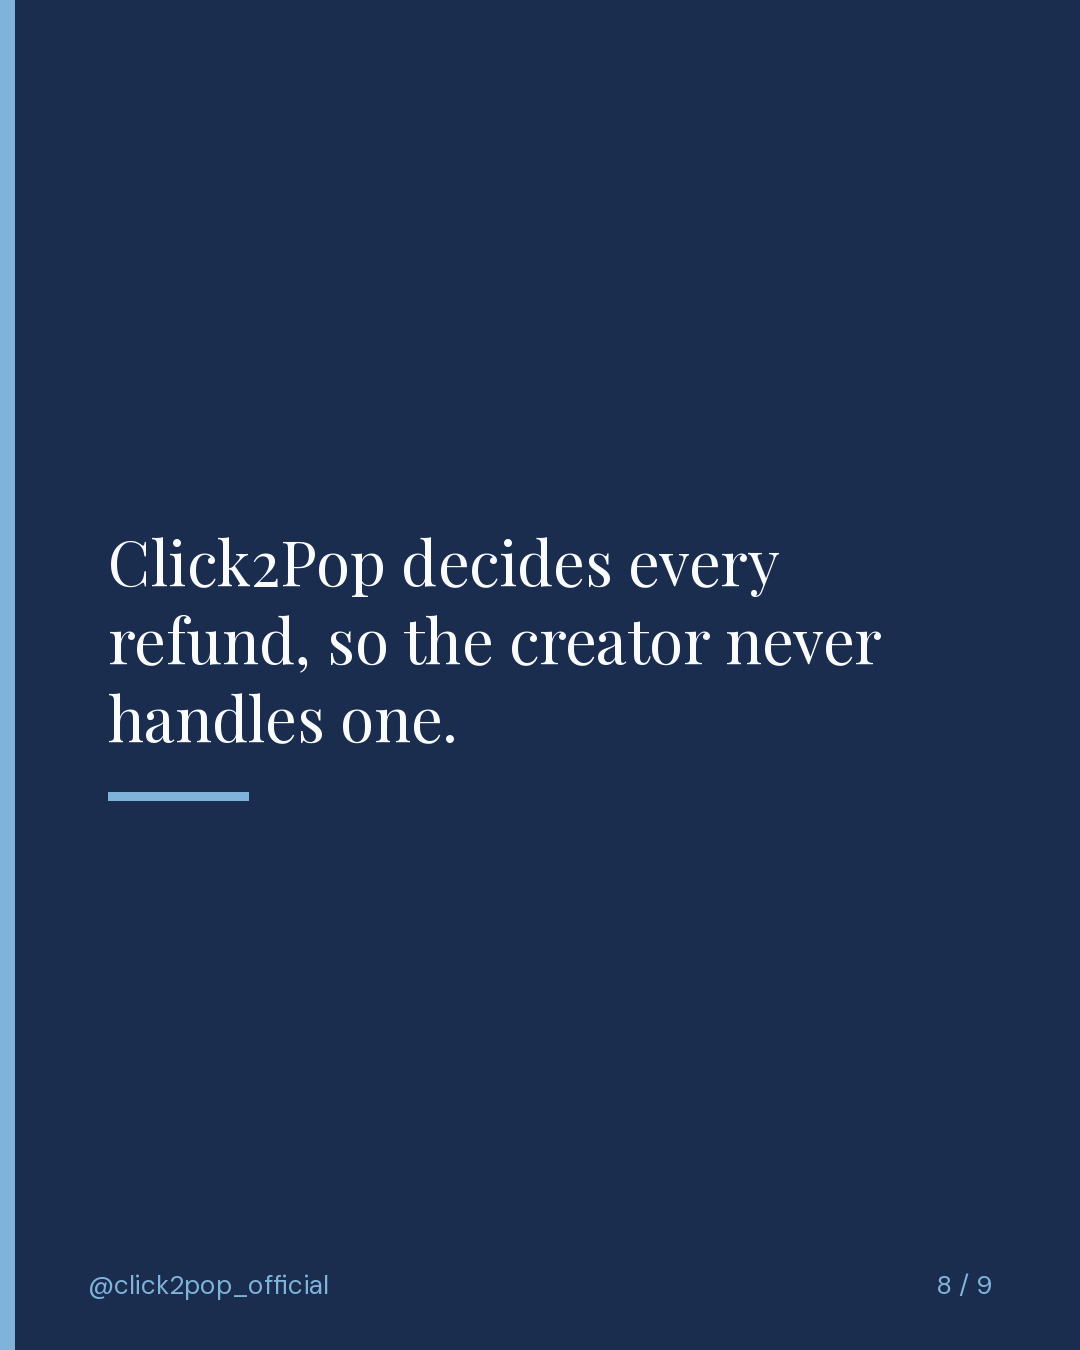 Click2Pop decides every
refund, so the creator never
handles one.
@click2pop_official
8 / 9